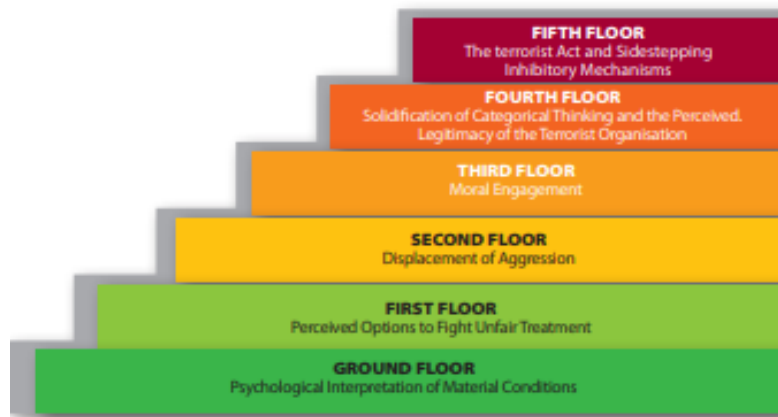 FIFTH FLOOR
The terrorist Act and Sidestepping
Inhibitory Mechanisms
FOURTH FLOOR
Solidification of Categorical Thinking and the Perceived.
Legitimacy of the Terrorist Organisation
THIRD FLOOR
Moral Engagement
SECOND FLOOR
Displacement of Aggression
FIRST FLOOR
Perceived Options to Fight Unfair Treatment
GROUND FLOOR
Psychological Interpretation of Material Conditions